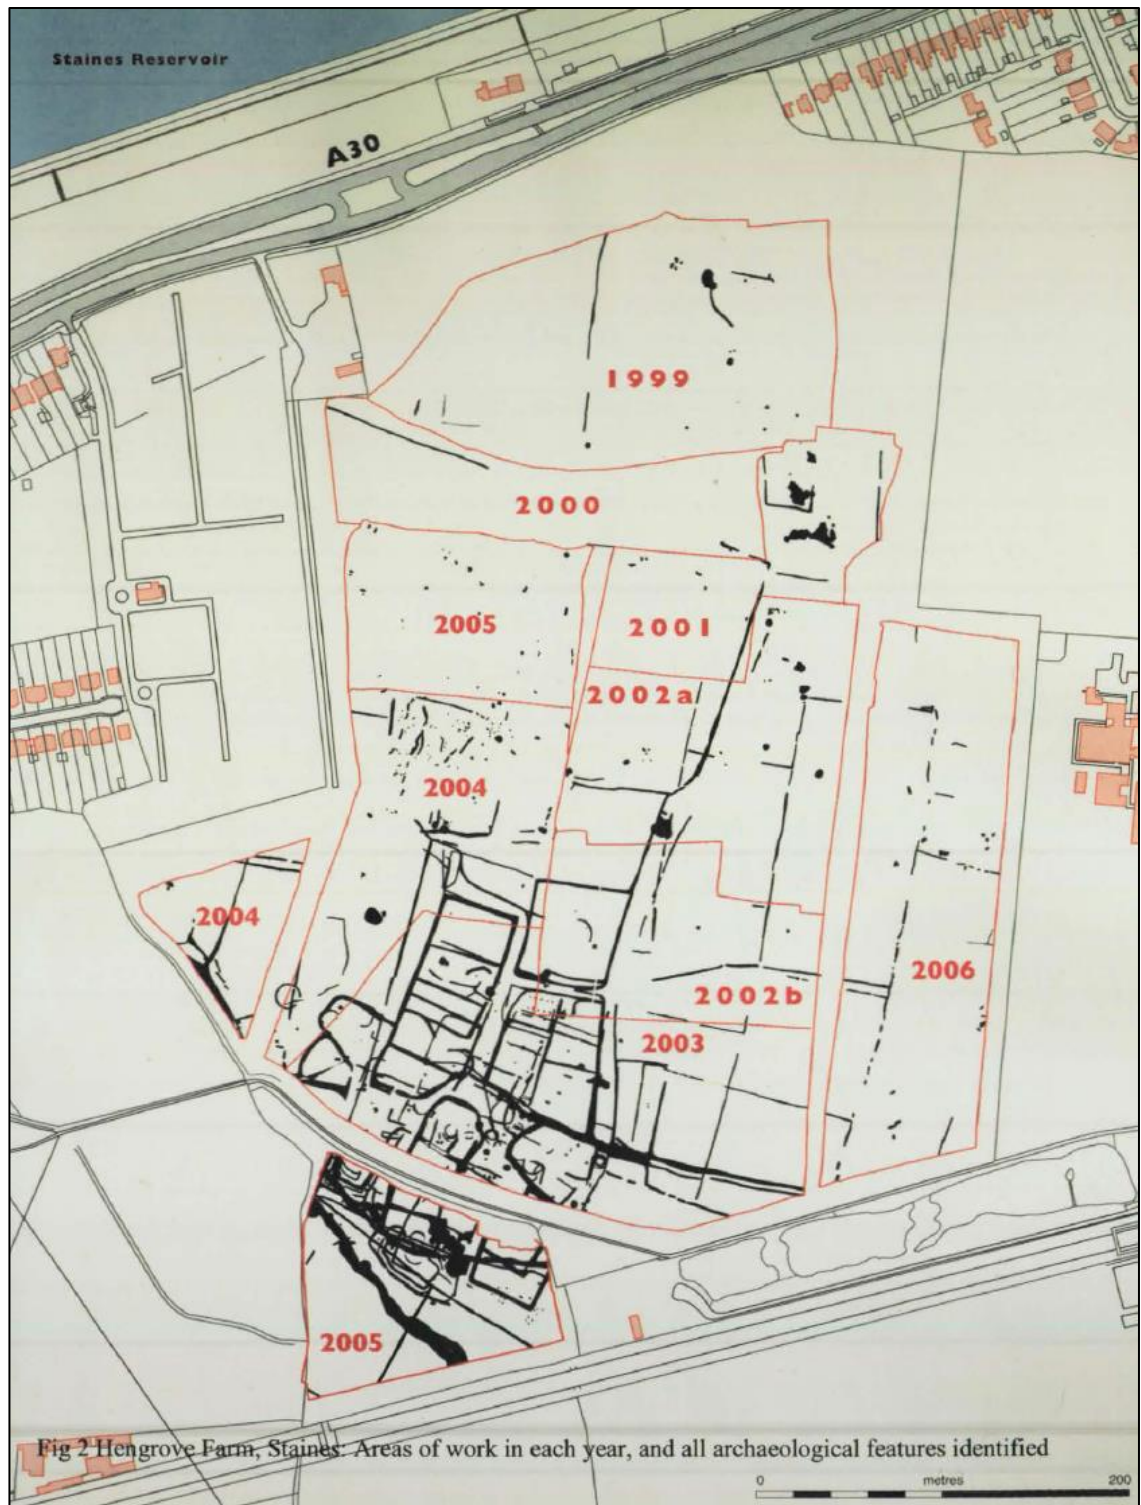 Staines Reservoir
A30
1999
2000
2005
2001
2002a
2004
2004
2006
2002b
2003
2005
Fig 2 Hengrove Farm, Staines: Areas of work in each year, and all archaeological features identified
0 metres 200